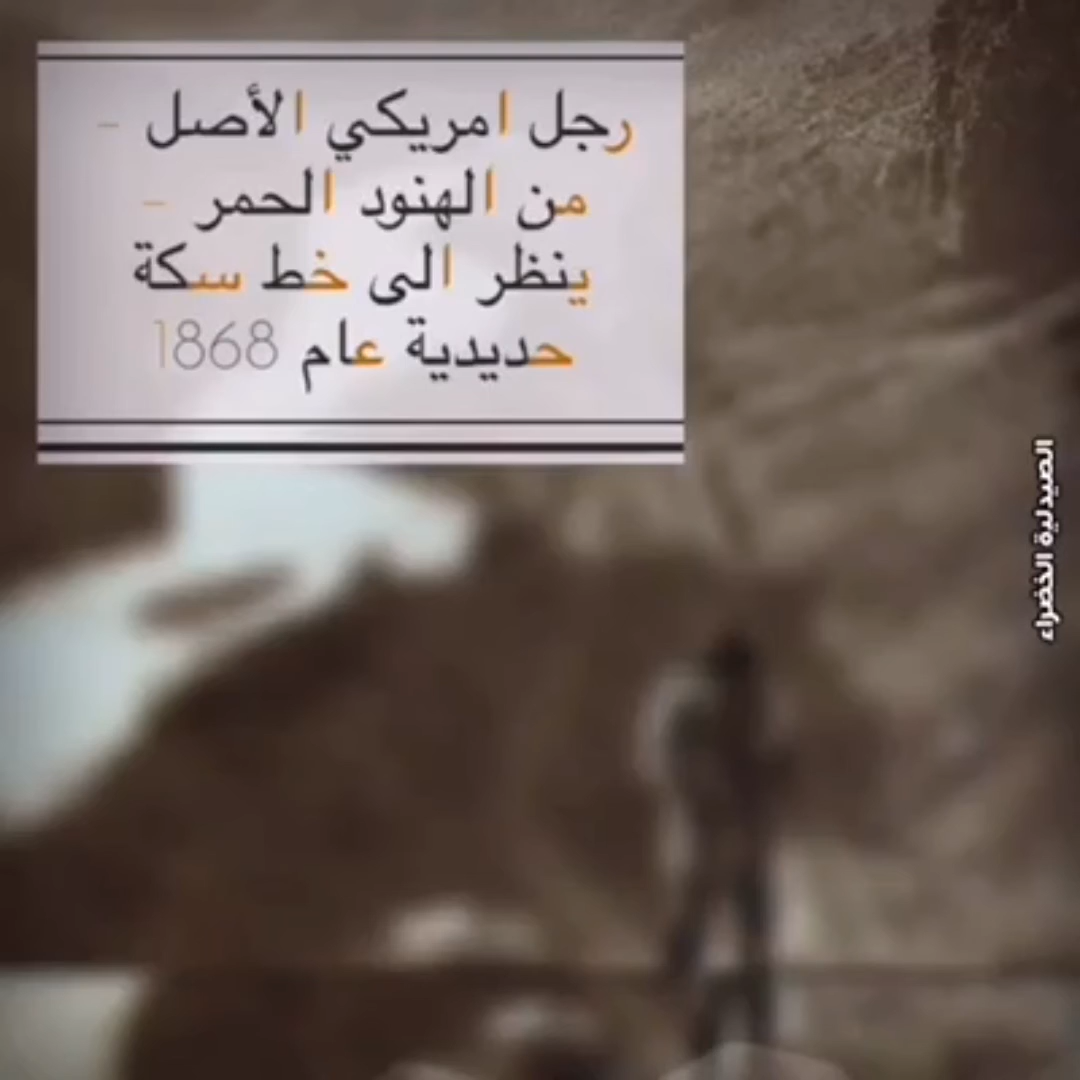 رجل امريكي الأصل -
من الهنود الحمر -
ينظر الى خط سكة
حديدية عام 1868
الصيدلية الخضراء